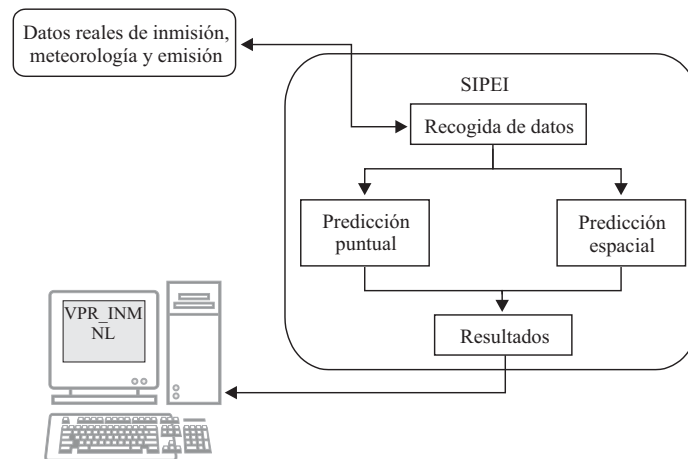 Datos reales de inmisión,
meteorología y emisión
SIPEI
Recogida de datos
Predicción
puntual
Predicción
espacial
VPR_INM
NL
Resultados